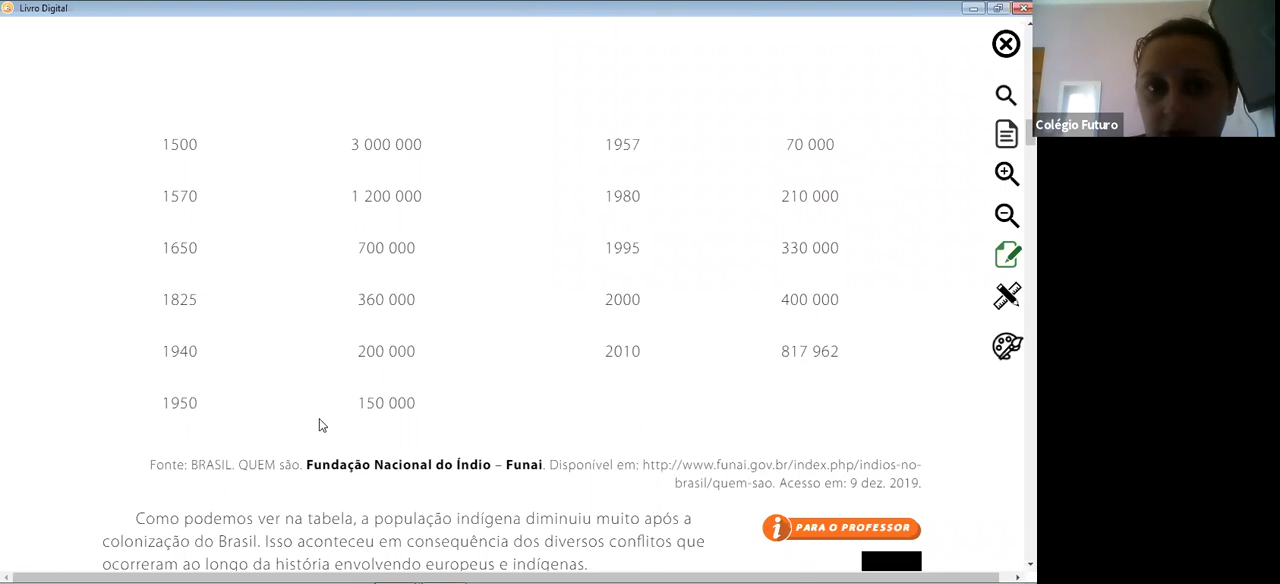 Livro Digital
Colégio Futuro
1500 3 000 000 1957 70 000
1570 1 200 000 1980 210 000
1650 700 000 1995 330 000
1825 360 000 2000 400 000
1940 200 000 2010 817 962
1950 150 000
Fonte: BRASIL. QUEM são. Fundação Nacional do Índio – Funai. Disponível em: http://www.funai.gov.br/index.php/indios-no-
brasil/quem-sao. Acesso em: 9 dez. 2019.
Como podemos ver na tabela, a população indígena diminuiu muito após a
colonização do Brasil. Isso aconteceu em consequência dos diversos conflitos que
ocorreram ao longo da história envolvendo europeus e indígenas.
i PARA O PROFESSOR